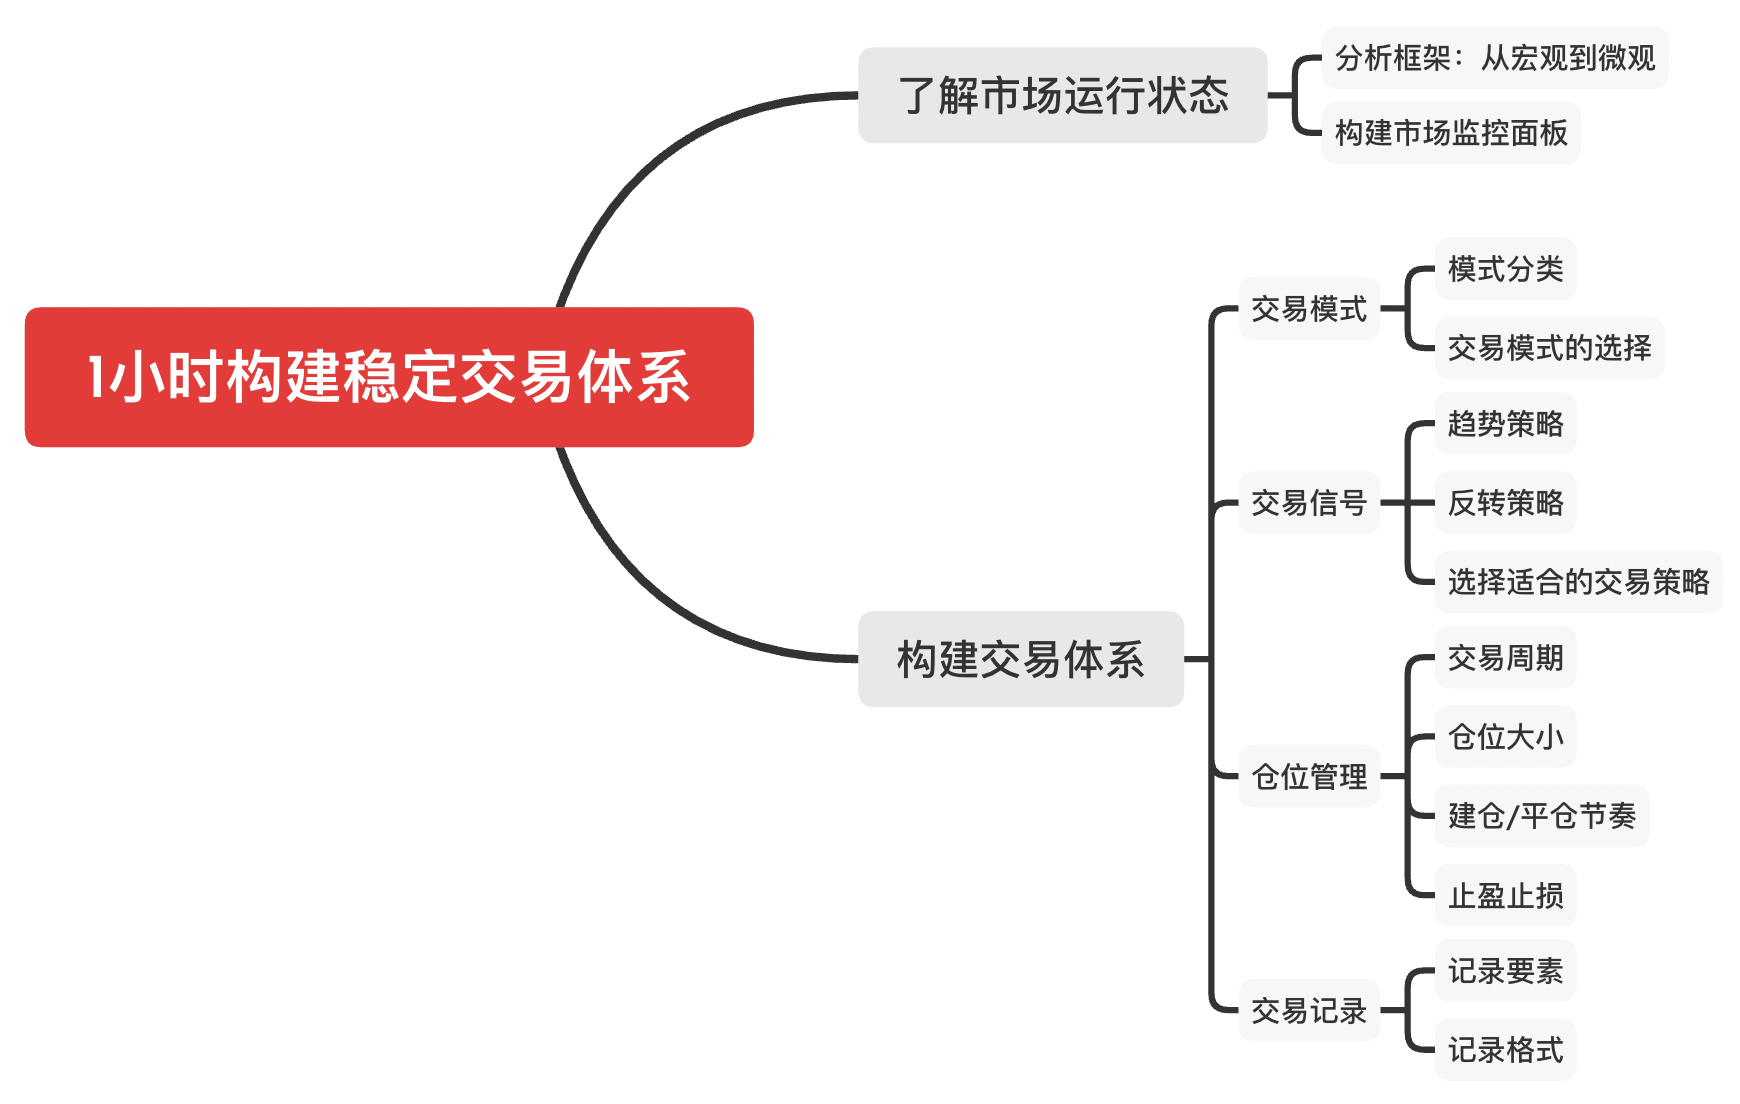 1小时构建稳定交易体系
了解市场运行状态
分析框架：从宏观到微观
构建市场监控面板
构建交易体系
交易模式
模式分类
交易模式的选择
交易信号
趋势策略
反转策略
选择适合的交易策略
仓位管理
交易周期
仓位大小
建仓/平仓节奏
止盈止损
交易记录
记录要素
记录格式